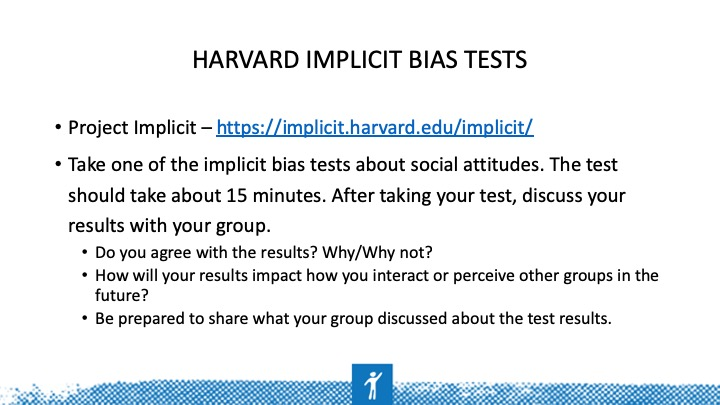 HARVARD IMPLICIT BIAS TESTS
• Project Implicit – https://implicit.harvard.edu/implicit/
• Take one of the implicit bias tests about social attitudes. The test
should take about 15 minutes. After taking your test, discuss your
results with your group.
• Do you agree with the results? Why/Why not?
• How will your results impact how you interact or perceive other groups in the
future?
• Be prepared to share what your group discussed about the test results.